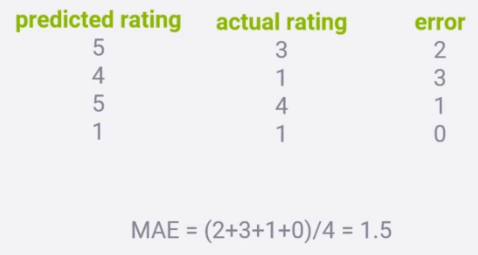 predicted rating actual rating error
5 3 2
4 1 3
5 4 1
1 1 0
MAE = (2+3+1+0)/4 = 1.5